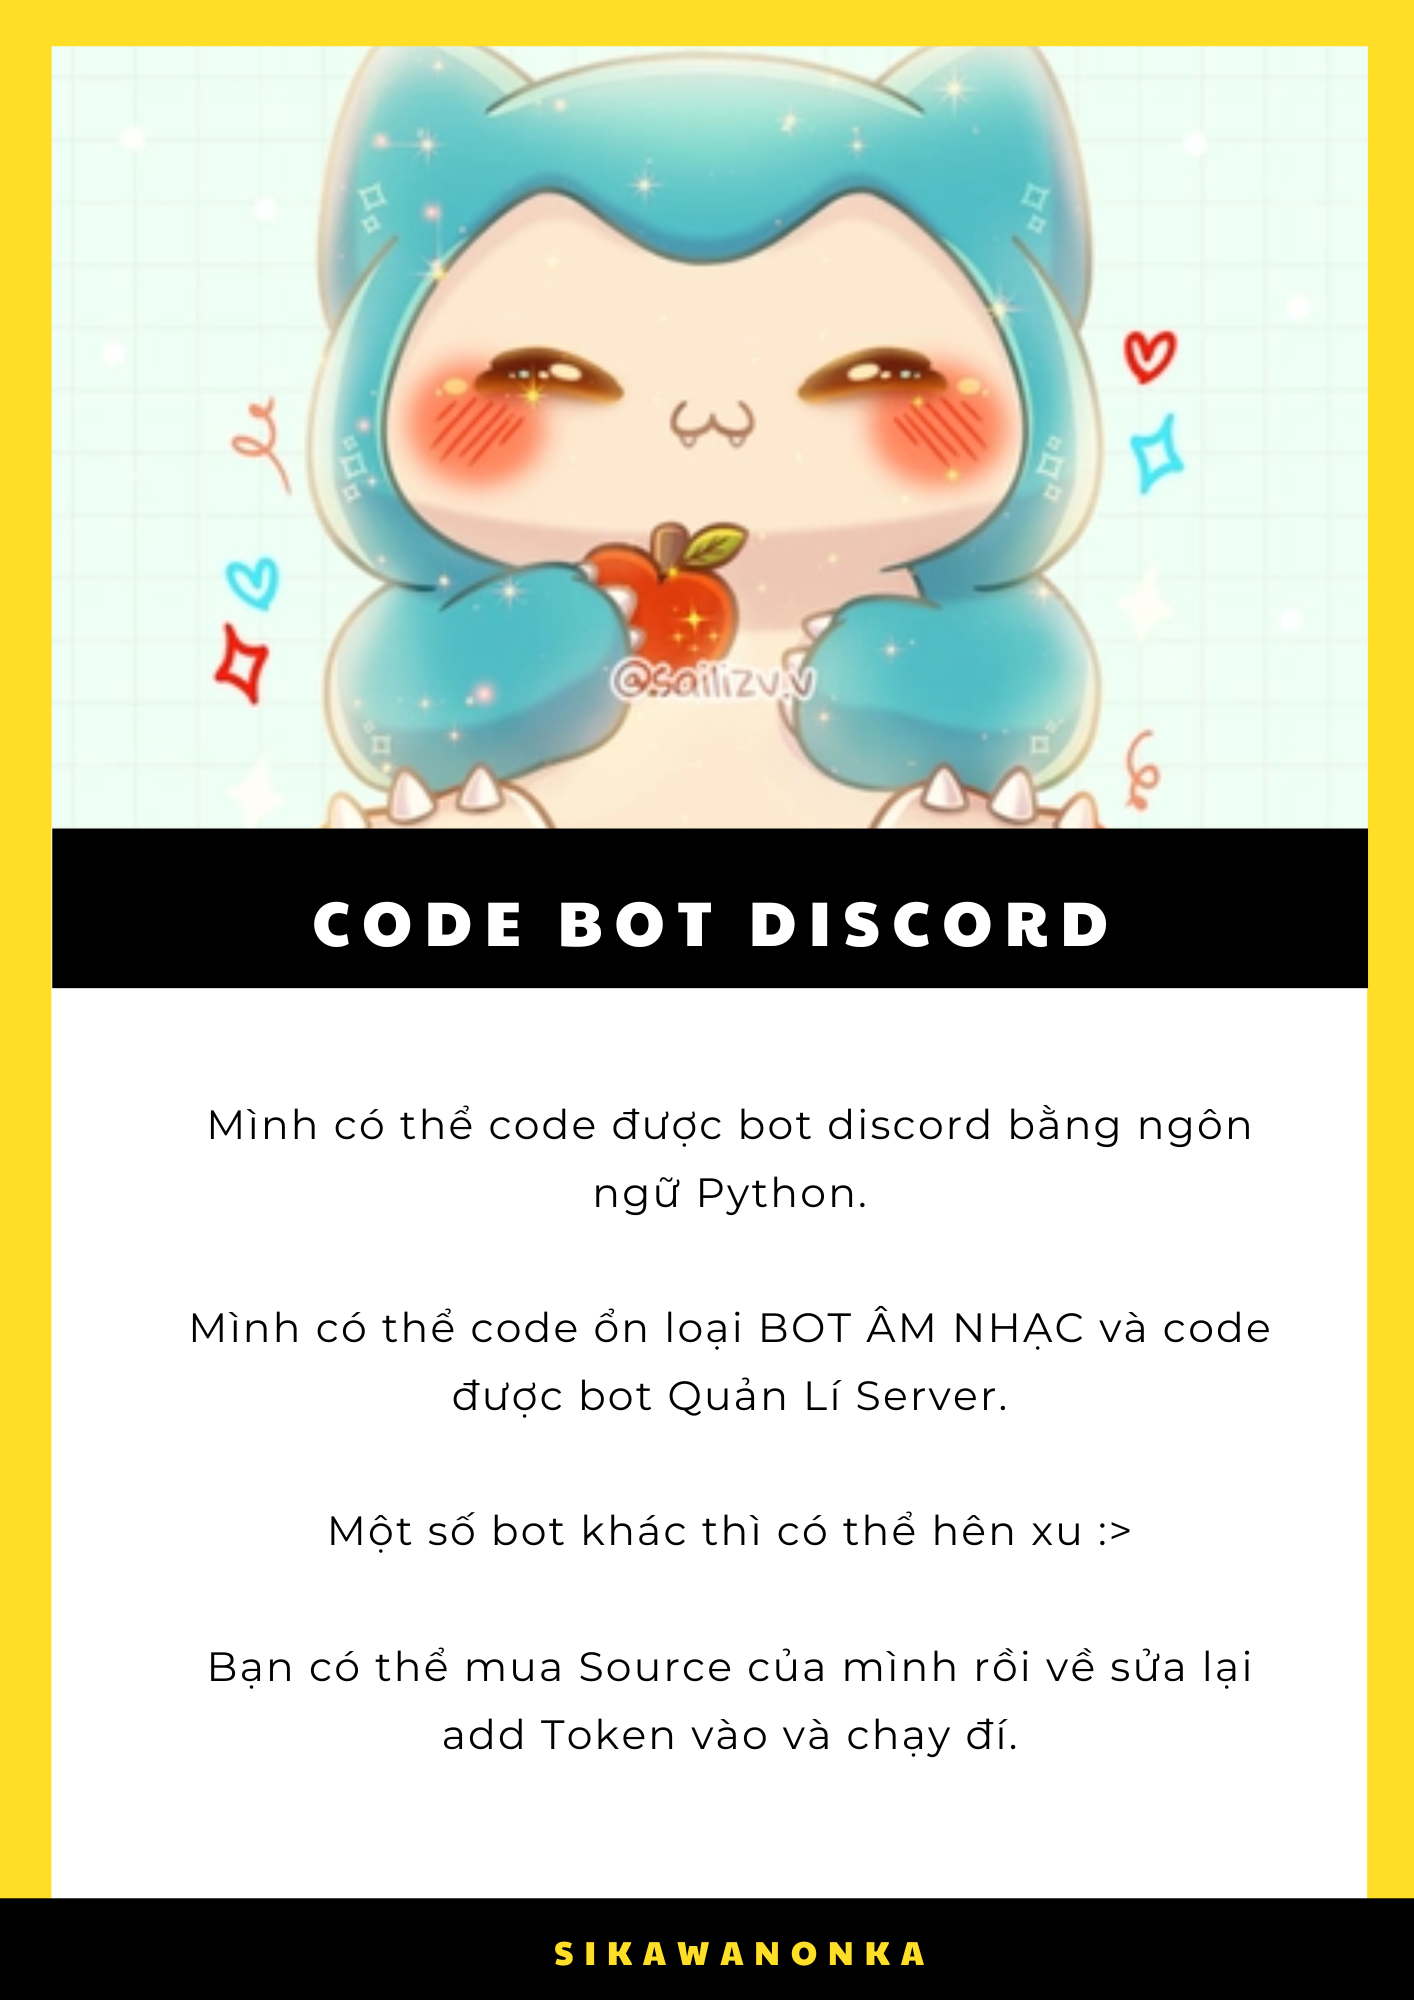 @sailizv.v
CODE BOT DISCORD
Mình có thể code được bot discord bằng ngôn
ngữ Python.
Mình có thể code ổn loại BOT ÂM NHẠC và code
được bot Quản Lí Server.
Một số bot khác thì có thể hên xu :>
Bạn có thể mua Source của mình rồi về sửa lại
add Token vào và chạy đí.
SIKAWANONKA